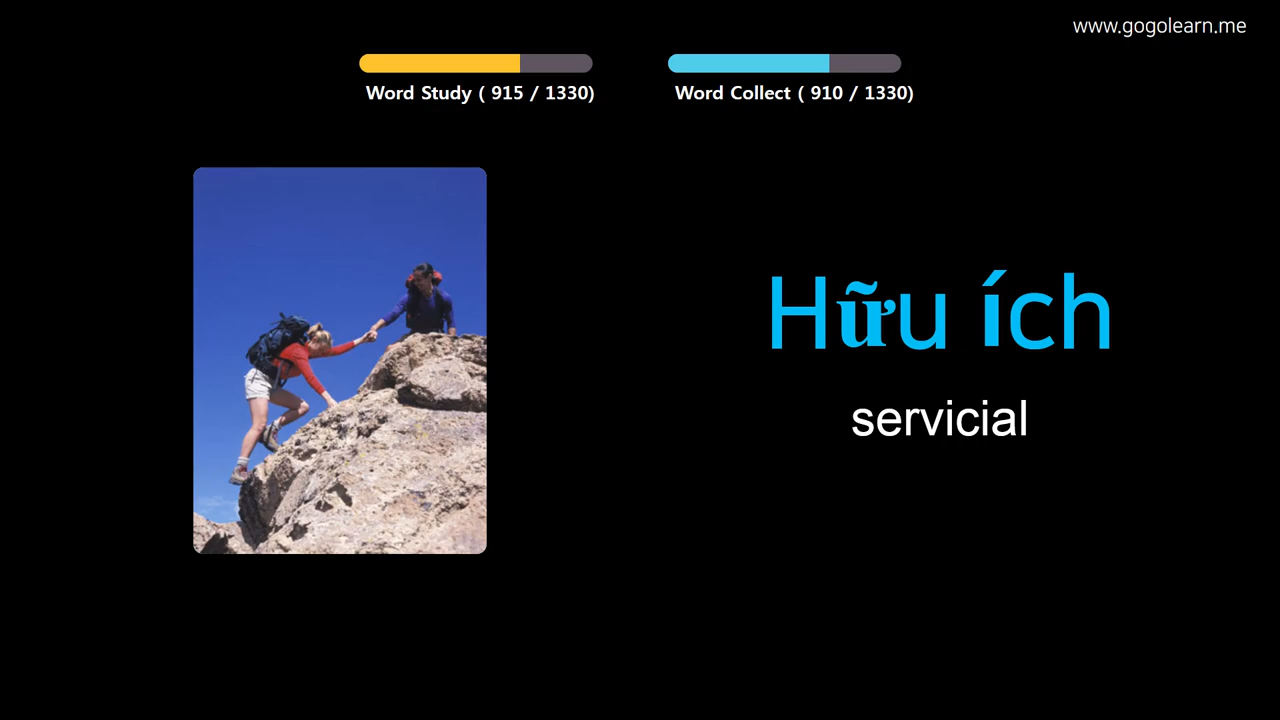 www.gogolearn.me
Word Study ( 915 / 1330)
Word Collect ( 910 / 1330)
Hữu ích
servicial